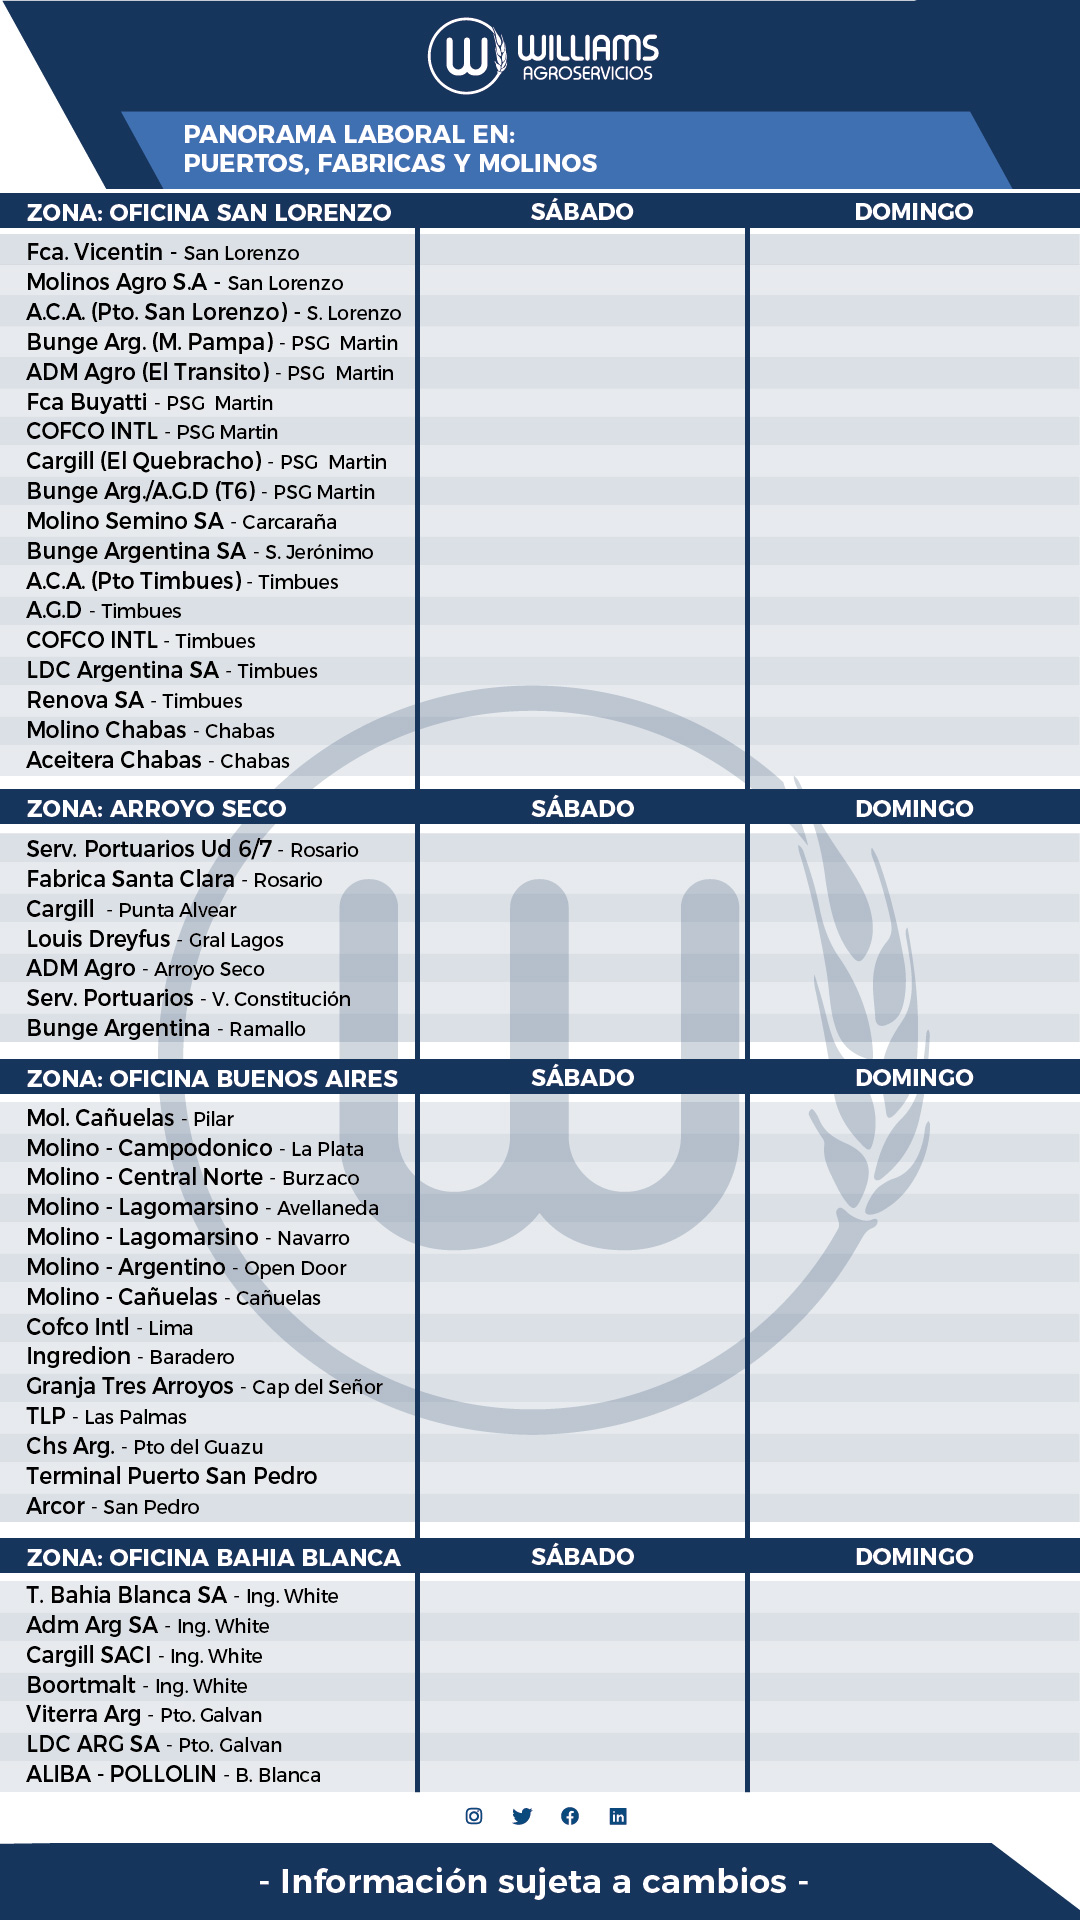 W WILLIAMS
AGROSERVICIOS
PANORAMA LABORAL EN:
PUERTOS, FABRICAS Y MOLINOS
ZONA: OFICINA SAN LORENZO SÁBADO DOMINGO
Fca. Vicentin - San Lorenzo
Molinos Agro S.A - San Lorenzo
A.C.A. (Pto. San Lorenzo) - S. Lorenzo
Bunge Arg. (M. Pampa) - PSG Martin
ADM Agro (El Transito) - PSG Martin
Fca Buyatti - PSG Martin
COFCO INTL - PSG Martin
Cargill (El Quebracho) - PSG Martin
Bunge Arg./A.G.D (T6) - PSG Martin
Molino Semino SA - Carcaraña
Bunge Argentina SA - S. Jerónimo
A.C.A. (Pto Timbues) - Timbues
A.G.D - Timbues
COFCO INTL - Timbues
LDC Argentina SA - Timbues
Renova SA - Timbues
Molino Chabas - Chabas
Aceitera Chabas - Chabas
ZONA: ARROYO SECO SÁBADO DOMINGO
Serv. Portuarios Ud 6/7 - Rosario
Fabrica Santa Clara - Rosario
Cargill - Punta Alvear
Louis Dreyfus - Gral Lagos
ADM Agro - Arroyo Seco
Serv. Portuarios - V. Constitución
Bunge Argentina - Ramallo
ZONA: OFICINA BUENOS AIRES SÁBADO DOMINGO
Mol. Cañuelas - Pilar
Molino - Campodonico - La Plata
Molino - Central Norte - Burzaco
Molino - Lagomarsino - Avellaneda
Molino - Lagomarsino - Navarro
Molino - Argentino - Open Door
Molino - Cañuelas - Cañuelas
Cofco Intl - Lima
Ingredion - Baradero
Granja Tres Arroyos - Cap del Señor
TLP - Las Palmas
Chs Arg. - Pto del Guazu
Terminal Puerto San Pedro
Arcor - San Pedro
ZONA: OFICINA BAHIA BLANCA SÁBADO DOMINGO
T. Bahia Blanca SA - Ing. White
Adm Arg SA - Ing. White
Cargill SACI - Ing. White
Boortmalt - Ing. White
Viterra Arg - Pto. Galvan
LDC ARG SA - Pto. Galvan
ALIBA - POLLOLIN - B. Blanca
- Información sujeta a cambios -